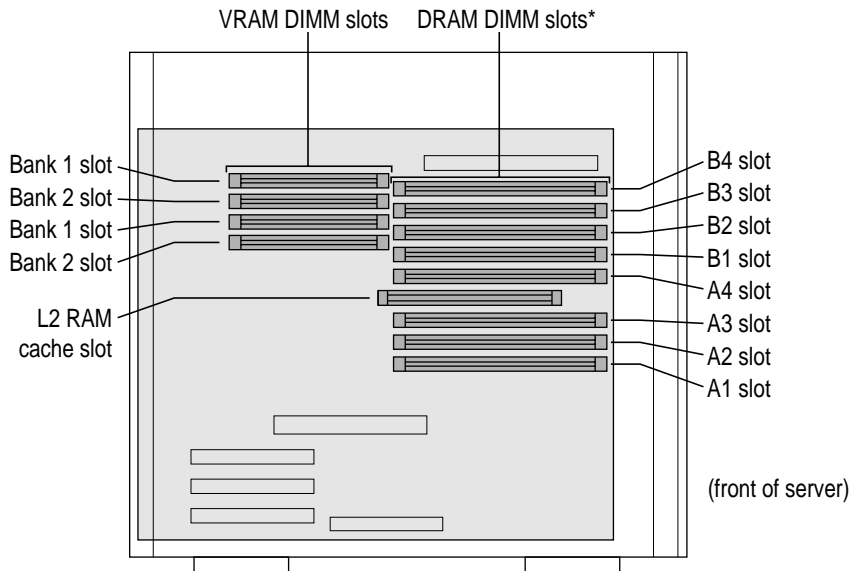 VRAM DIMM slots
DRAM DIMM slots*
Bank 1 slot
Bank 2 slot
Bank 1 slot
Bank 2 slot
L2 RAM
cache slot
B4 slot
B3 slot
B2 slot
B1 slot
A4 slot
A3 slot
A2 slot
A1 slot
(front of server)